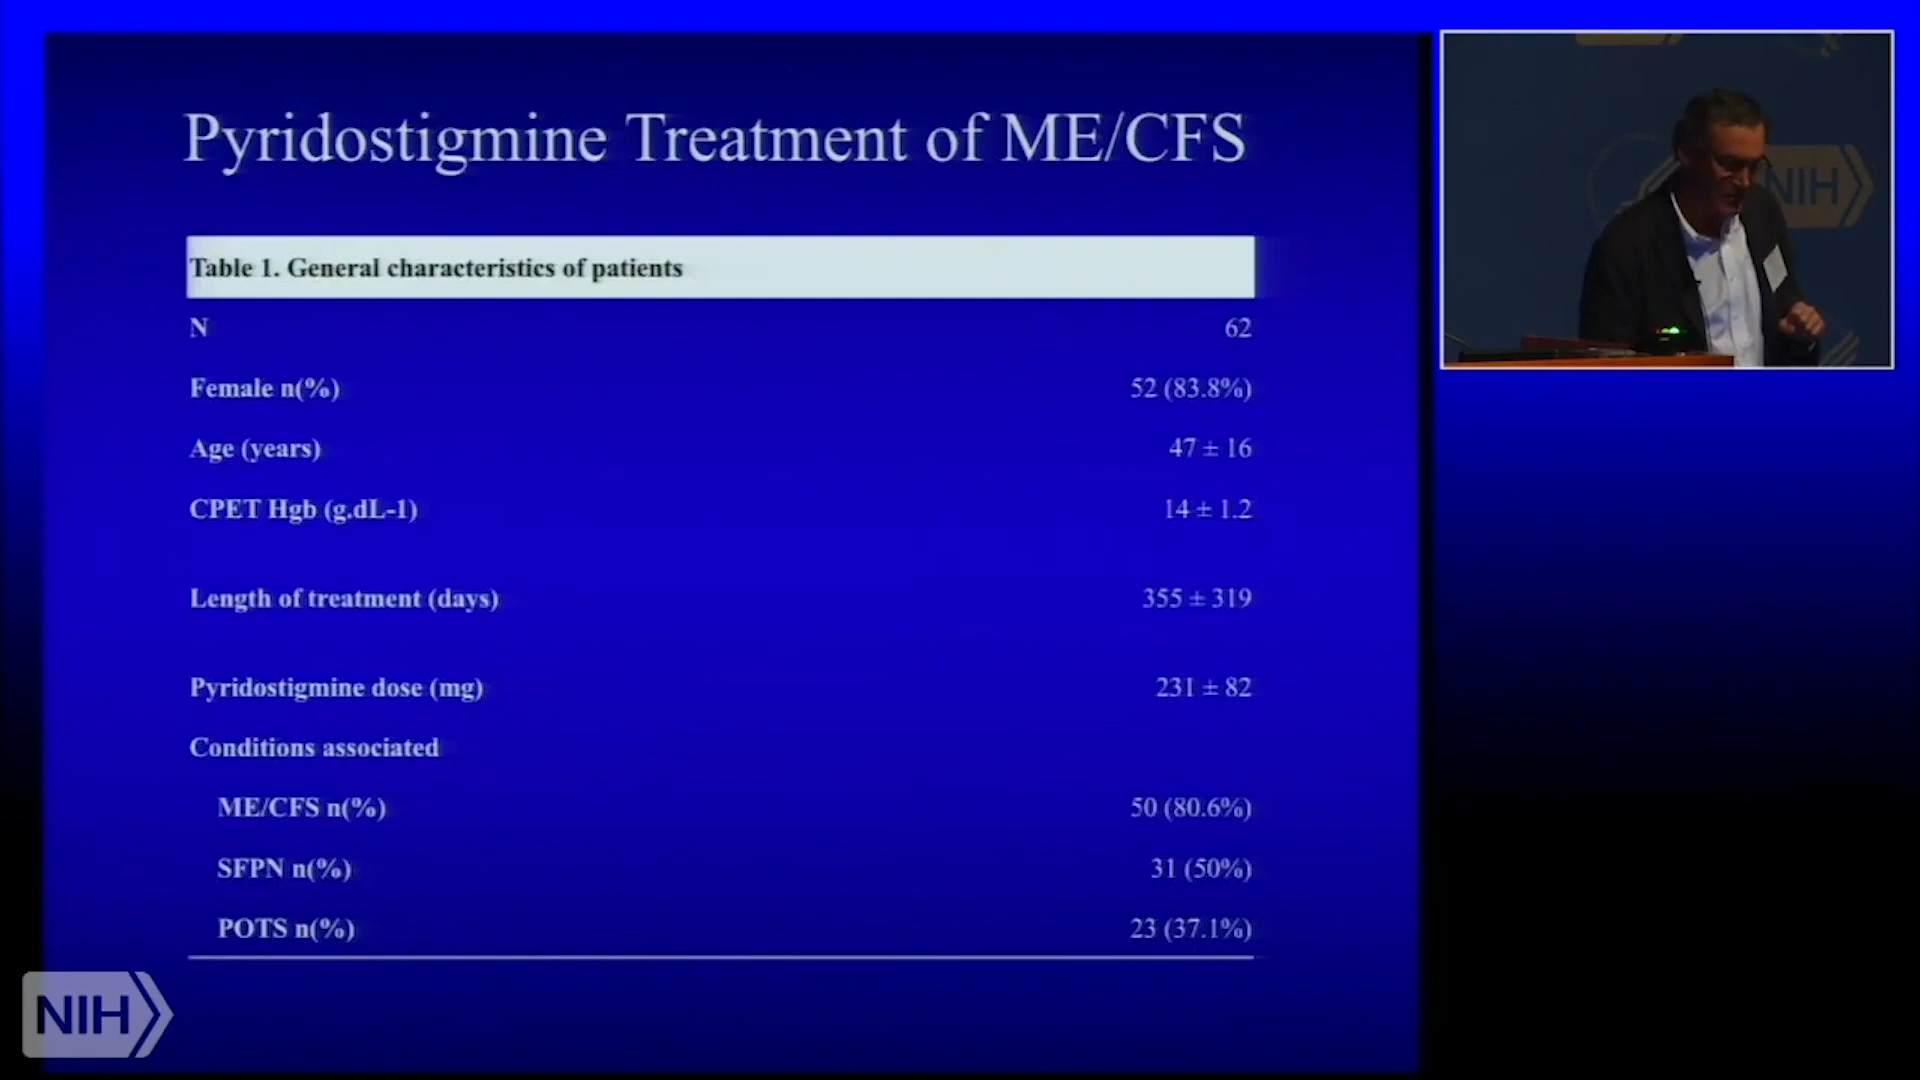 Pyridostigmine Treatment of ME/CFS
Table 1. General characteristics of patients
N 62
Female n(%) 52 (83.8%)
Age (years) 47 ± 16
CPET Hgb (g.dL-1) 14 ± 1.2
Length of treatment (days) 355 ± 319
Pyridostigmine dose (mg) 231 ± 82
Conditions associated
ME/CFS n(%) 50 (80.6%)
SFPN n(%) 31 (50%)
POTS n(%) 23 (37.1%)
NIH
NIH